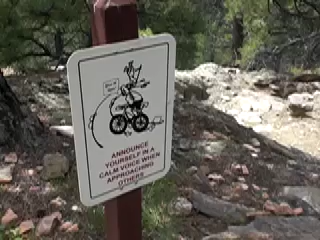 ANNOUNCE
YOURSELF IN A
CALM VOICE WHEN
APPROACHING
OTHERS